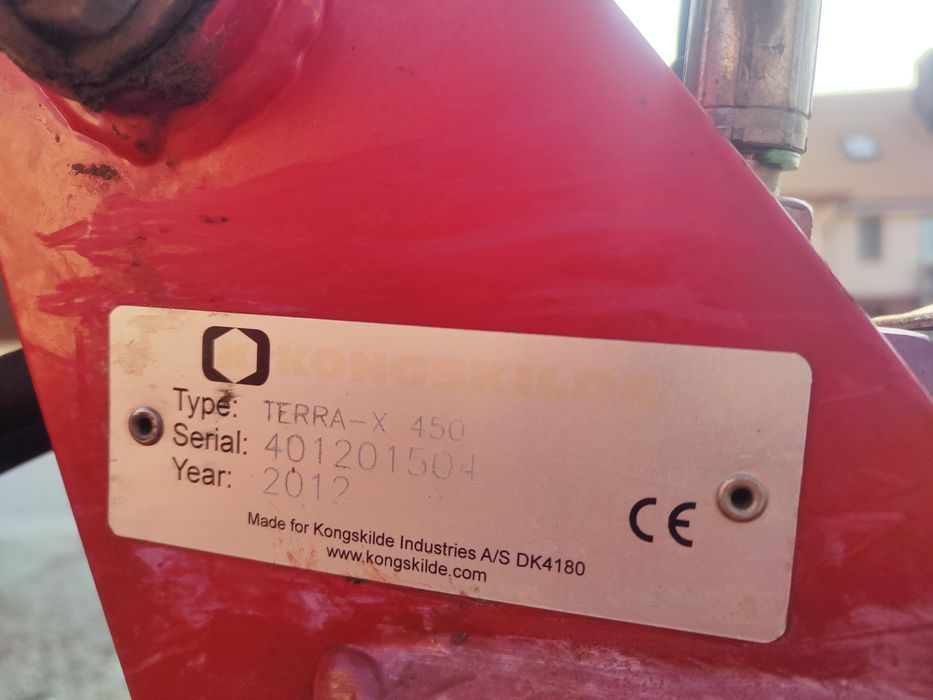 KONGSKILDE
Type: TERRA-X 450
Serial: 401201504
Year: 2012
CE
Made for Kongskilde Industries A/S DK4180
www.kongskilde.com